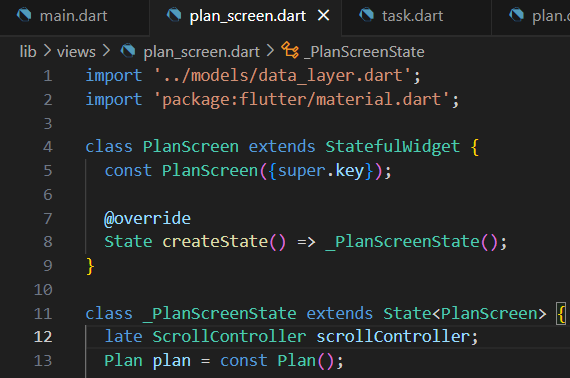 main.dart plan_screen.dart task.dart plan.d
lib > views > plan_screen.dart > _PlanScreenState
1 import '../models/data_layer.dart';
2 import 'package:flutter/material.dart';
3
4 class PlanScreen extends StatefulWidget {
5 const PlanScreen({super.key});
6
7 @override
8 State createState() => _PlanScreenState();
9 }
10
11 class _PlanScreenState extends State<PlanScreen> {
12 late ScrollController scrollController;
13 Plan plan = const Plan();